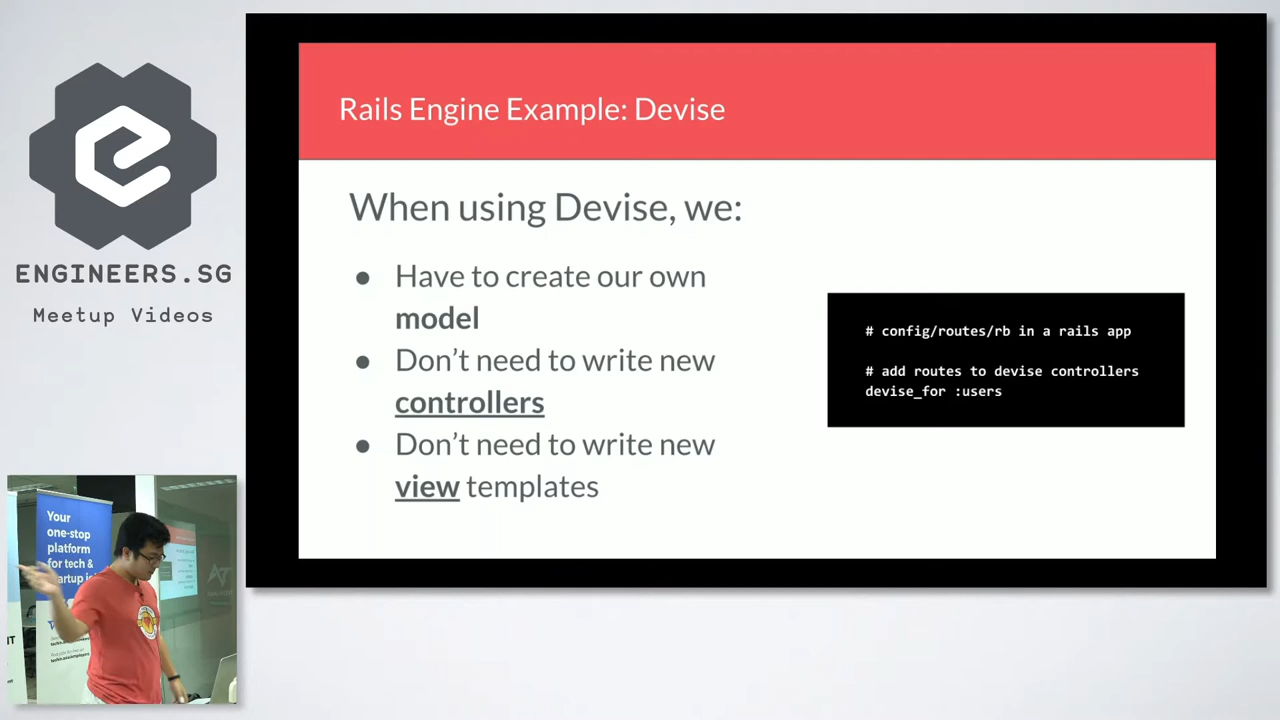 ENGINEERS.SG
Meetup Videos
Rails Engine Example: Devise
When using Devise, we:
● Have to create our own
model
● Don’t need to write new
controllers
● Don’t need to write new
view templates
# config/routes/rb in a rails app
# add routes to devise controllers
devise_for :users
Your
one-stop
platform
for tech &